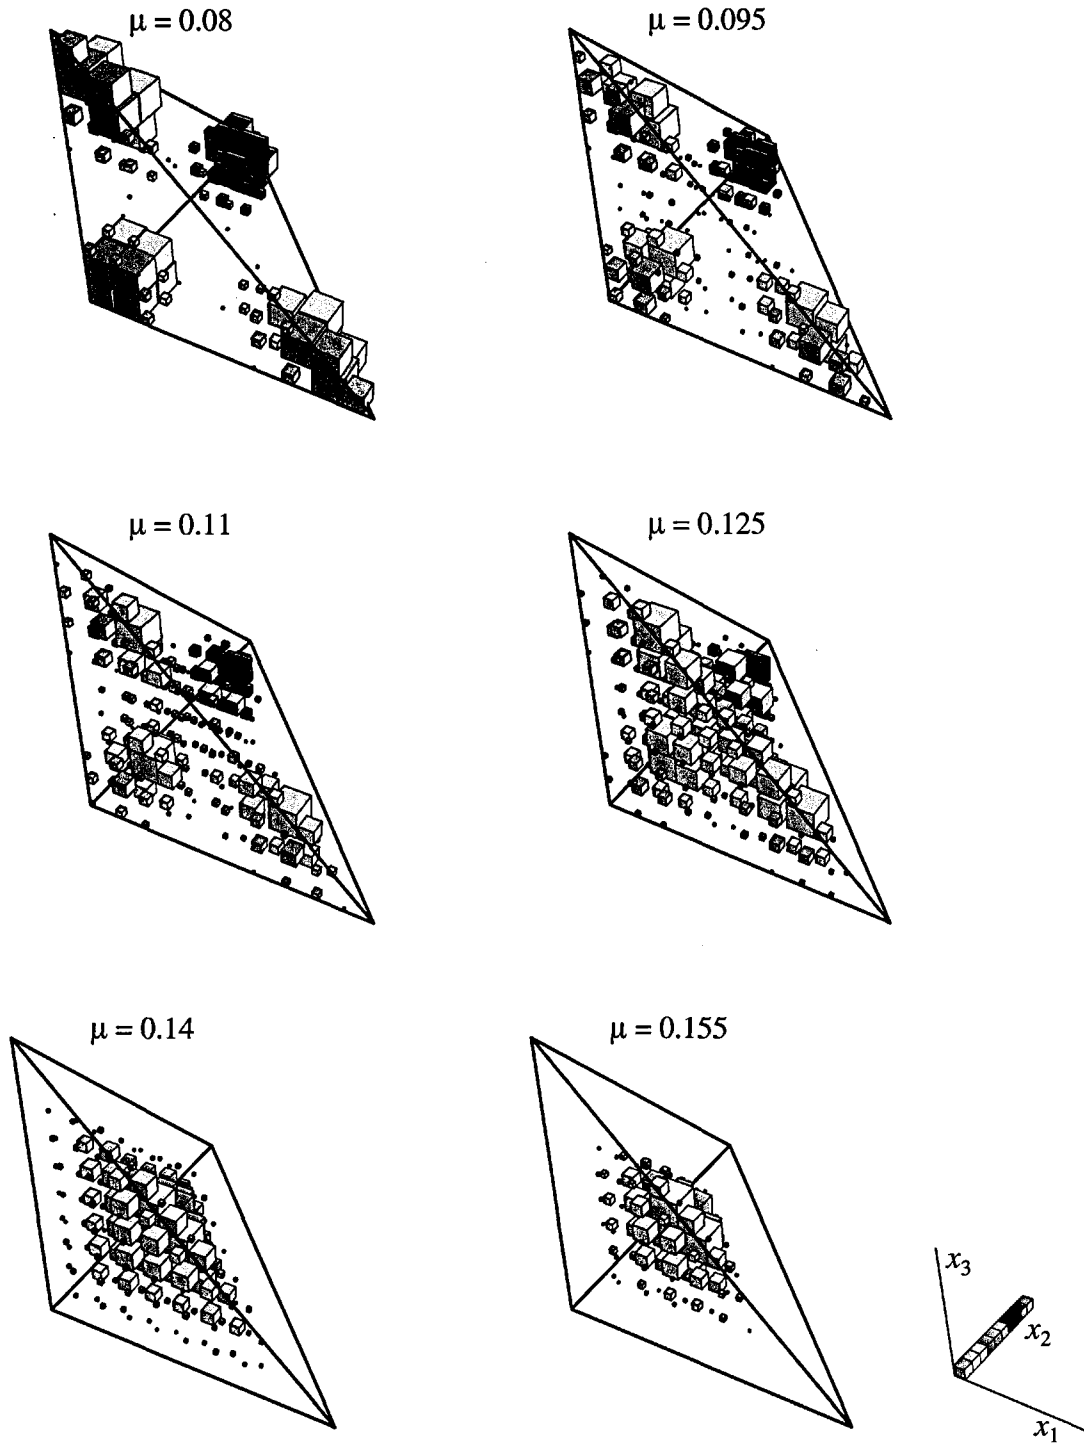 μ = 0.08
μ = 0.095
μ = 0.11
μ = 0.125
μ = 0.14
μ = 0.155
x3
x2
x1